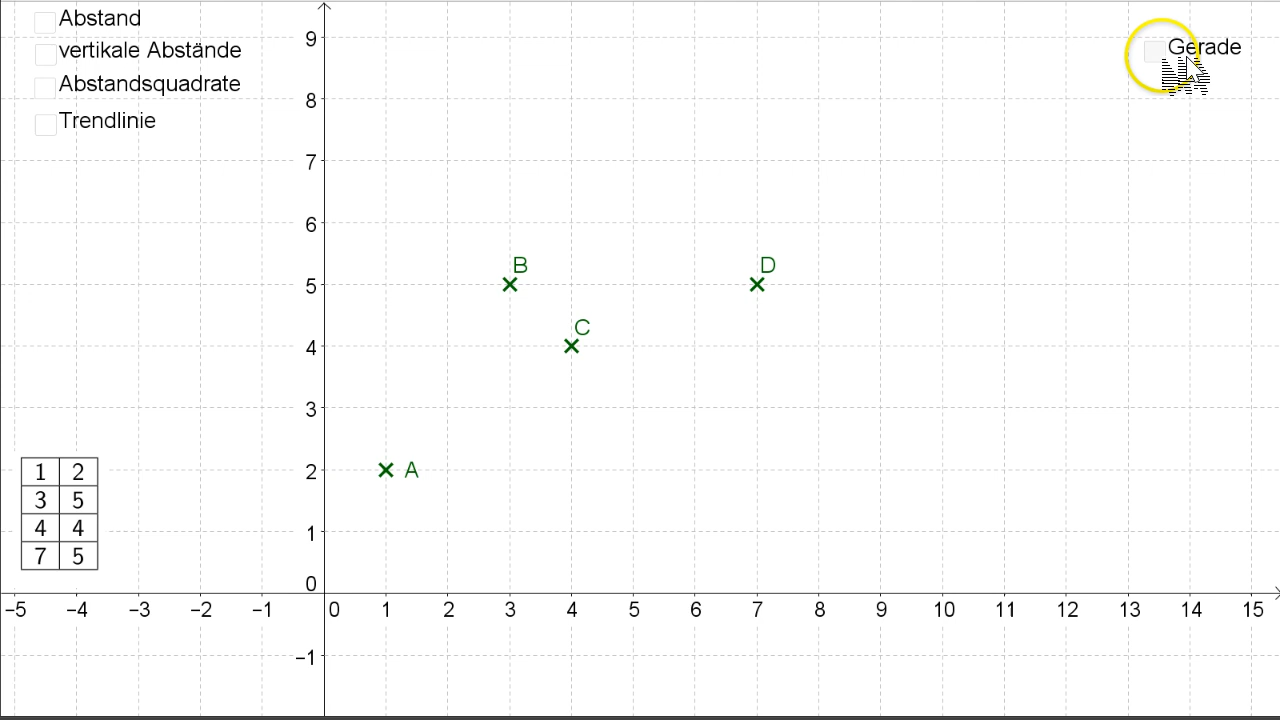 Abstand
vertikale Abstände
Abstandsquadrate
Trendlinie
Gerade
9
8
7
6
5
4
3
2
1
0
−1
B
D
C
A
1 2
3 5
4 4
7 5
−5 −4 −3 −2 −1 0 1 2 3 4 5 6 7 8 9 10 11 12 13 14 15